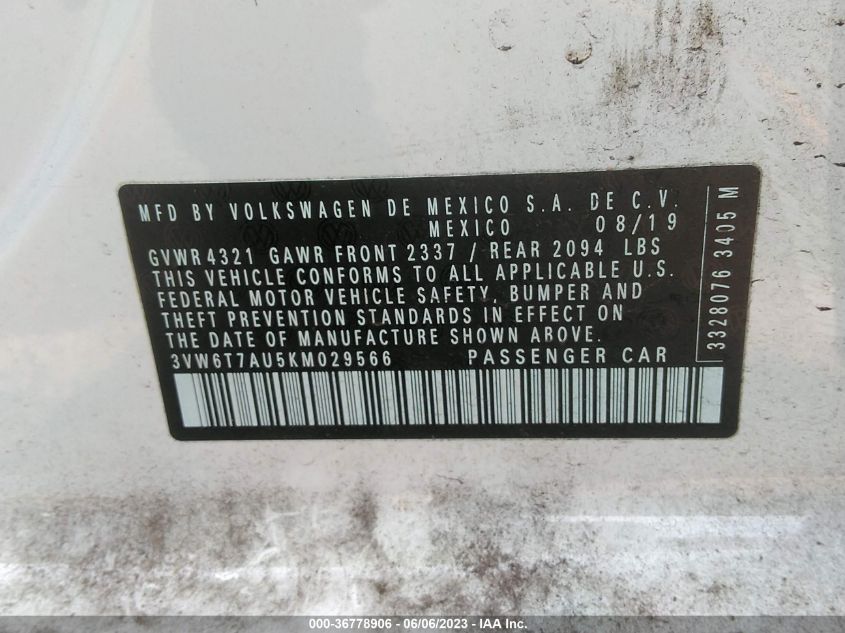 MFD BY VOLKSWAGEN DE MEXICO S.A. DE C.V.
MEXICO 08/19
GVWR 4321 GAWR FRONT 2337 / REAR 2094 LBS
THIS VEHICLE CONFORMS TO ALL APPLICABLE U.S.
FEDERAL MOTOR VEHICLE SAFETY, BUMPER AND
THEFT PREVENTION STANDARDS IN EFFECT ON
THE DATE OF MANUFACTURE SHOWN ABOVE.
3VW6T7AU5KM029566 PASSENGER CAR
3328076 3405 M
000-36778906 - 06/06/2023 - © IAA Inc.